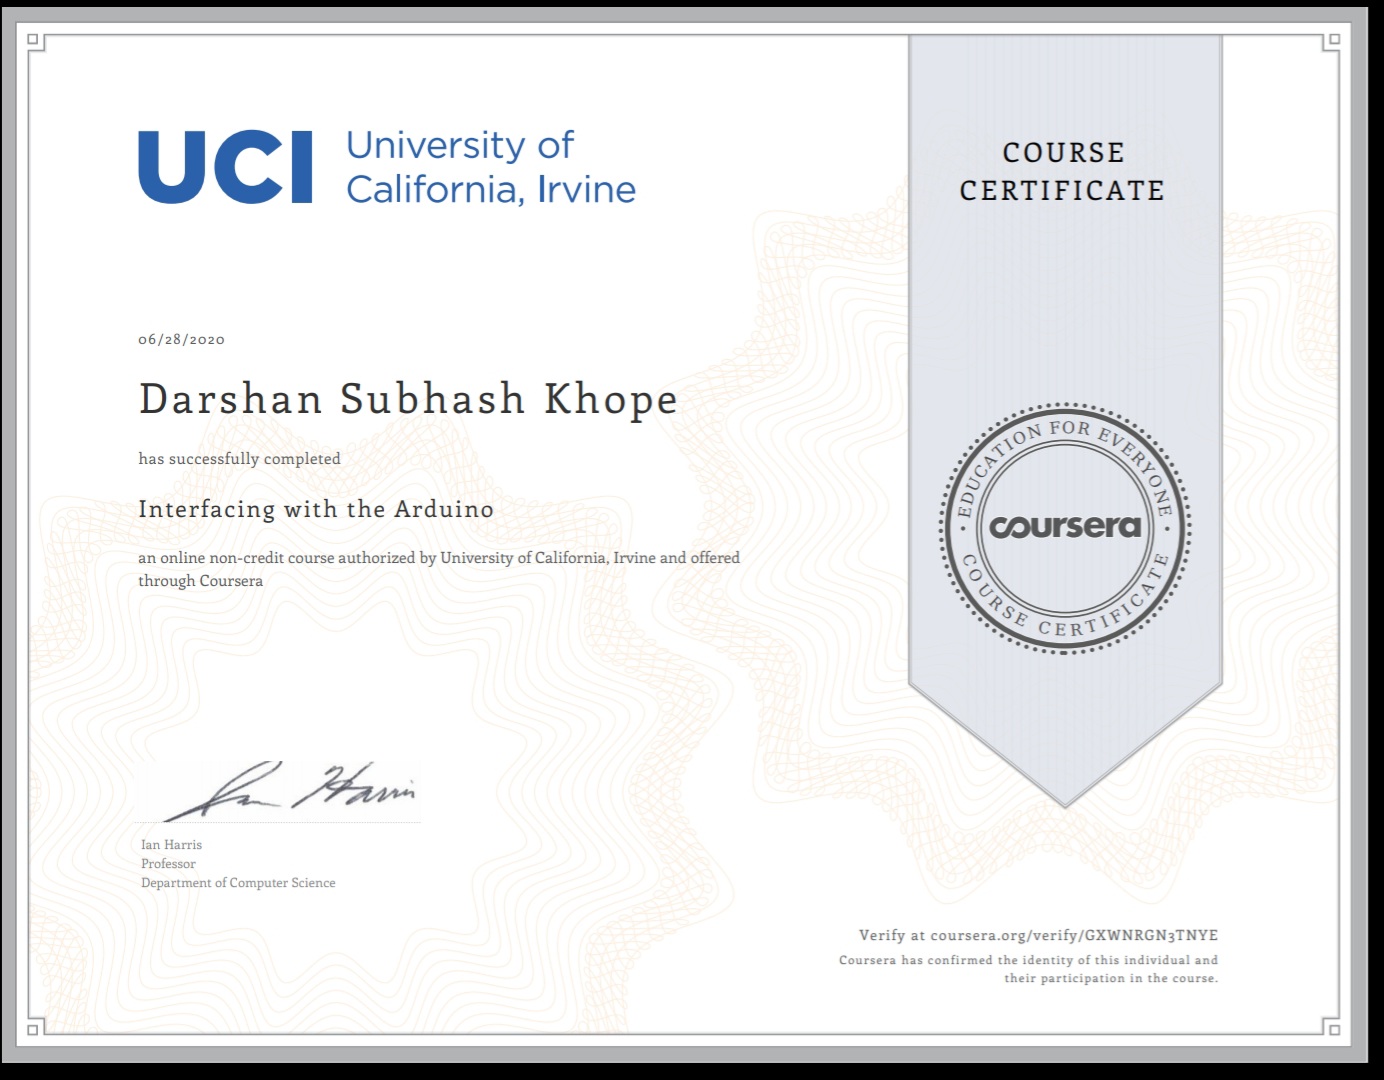 UCI University of
California, Irvine
COURSE
CERTIFICATE
06/28/2020
Darshan Subhash Khope
has successfully completed
Interfacing with the Arduino
an online non-credit course authorized by University of California, Irvine and offered
through Coursera
EDUCATION FOR EVERYONE
coursera
COURSE CERTIFICATE
Ian Harris
Ian Harris
Professor
Department of Computer Science
Verify at coursera.org/verify/GXWNRGN3TNYE
Coursera has confirmed the identity of this individual and
their participation in the course.